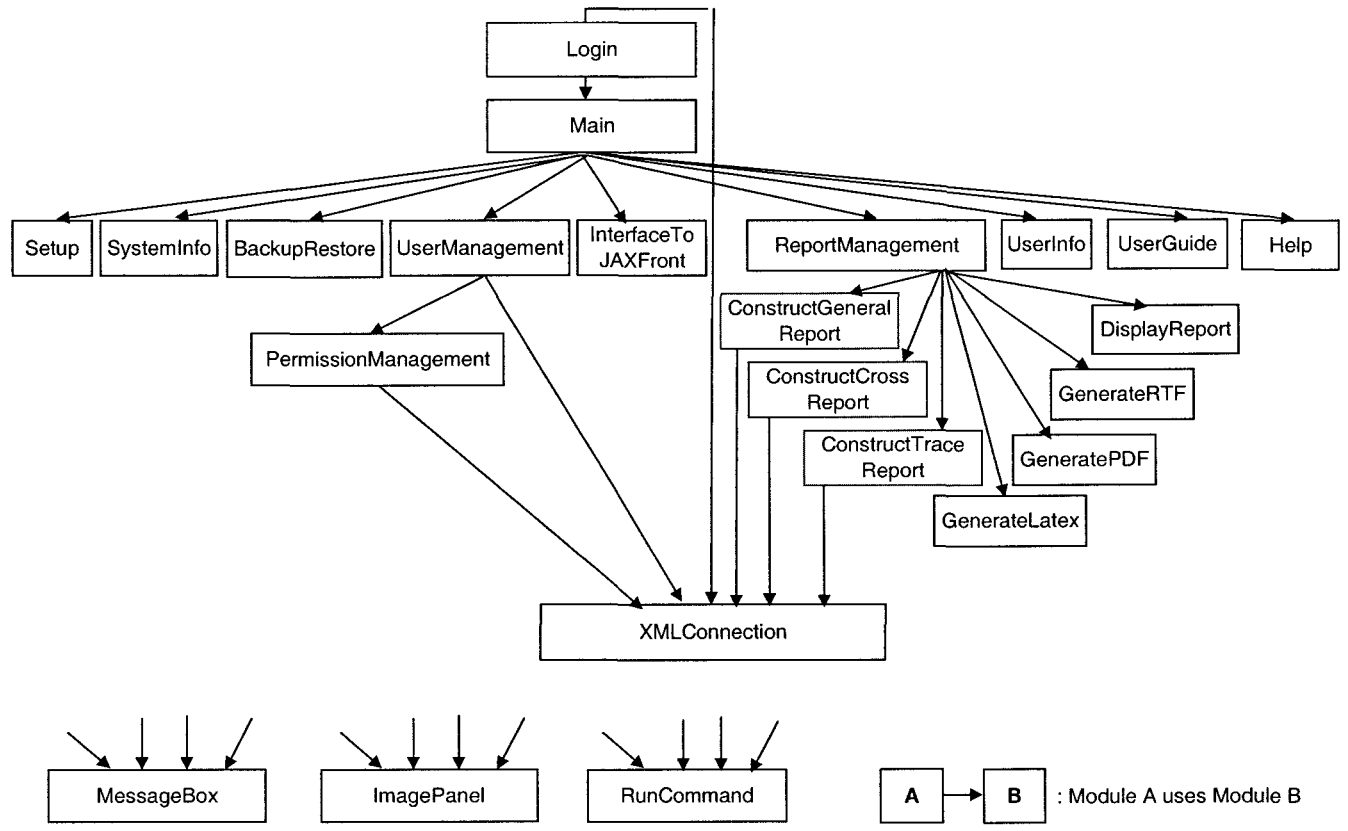 Login
Main
Setup
SystemInfo
BackupRestore
UserManagement
InterfaceTo
JAXFront
ReportManagement
UserInfo
UserGuide
Help
ConstructGeneral
Report
DisplayReport
PermissionManagement
ConstructCross
Report
GenerateRTF
ConstructTrace
Report
GeneratePDF
GenerateLatex
XMLConnection
MessageBox
ImagePanel
RunCommand
A
B
: Module A uses Module B